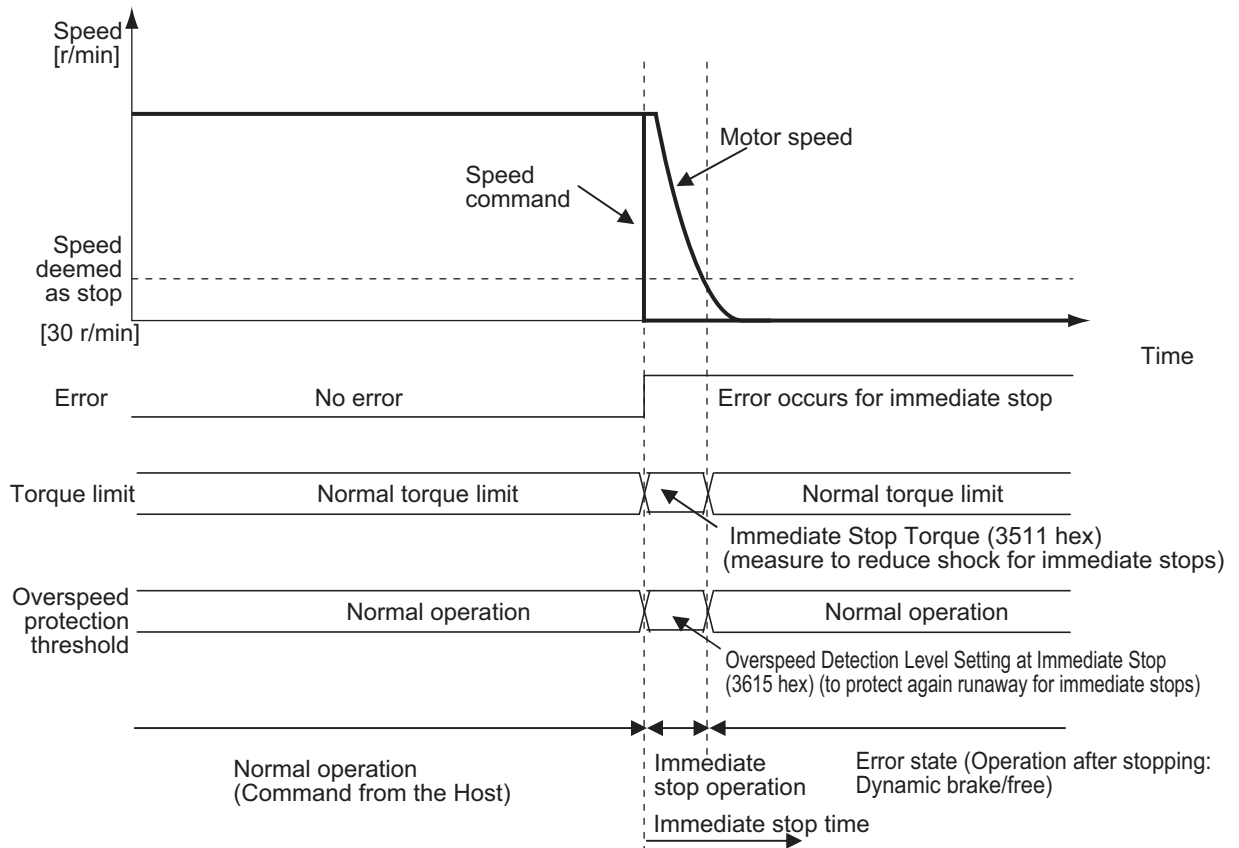 Speed
[r/min]
Motor speed
Speed
command
Speed
deemed
as stop
[30 r/min]
Time
Error
No error
Error occurs for immediate stop
Torque limit
Normal torque limit
Normal torque limit
Immediate Stop Torque (3511 hex)
(measure to reduce shock for immediate stops)
Overspeed
protection
threshold
Normal operation
Normal operation
Overspeed Detection Level Setting at Immediate Stop
(3615 hex) (to protect again runaway for immediate stops)
Normal operation
(Command from the Host)
Immediate
stop operation
Error state (Operation after stopping:
Dynamic brake/free)
Immediate stop time